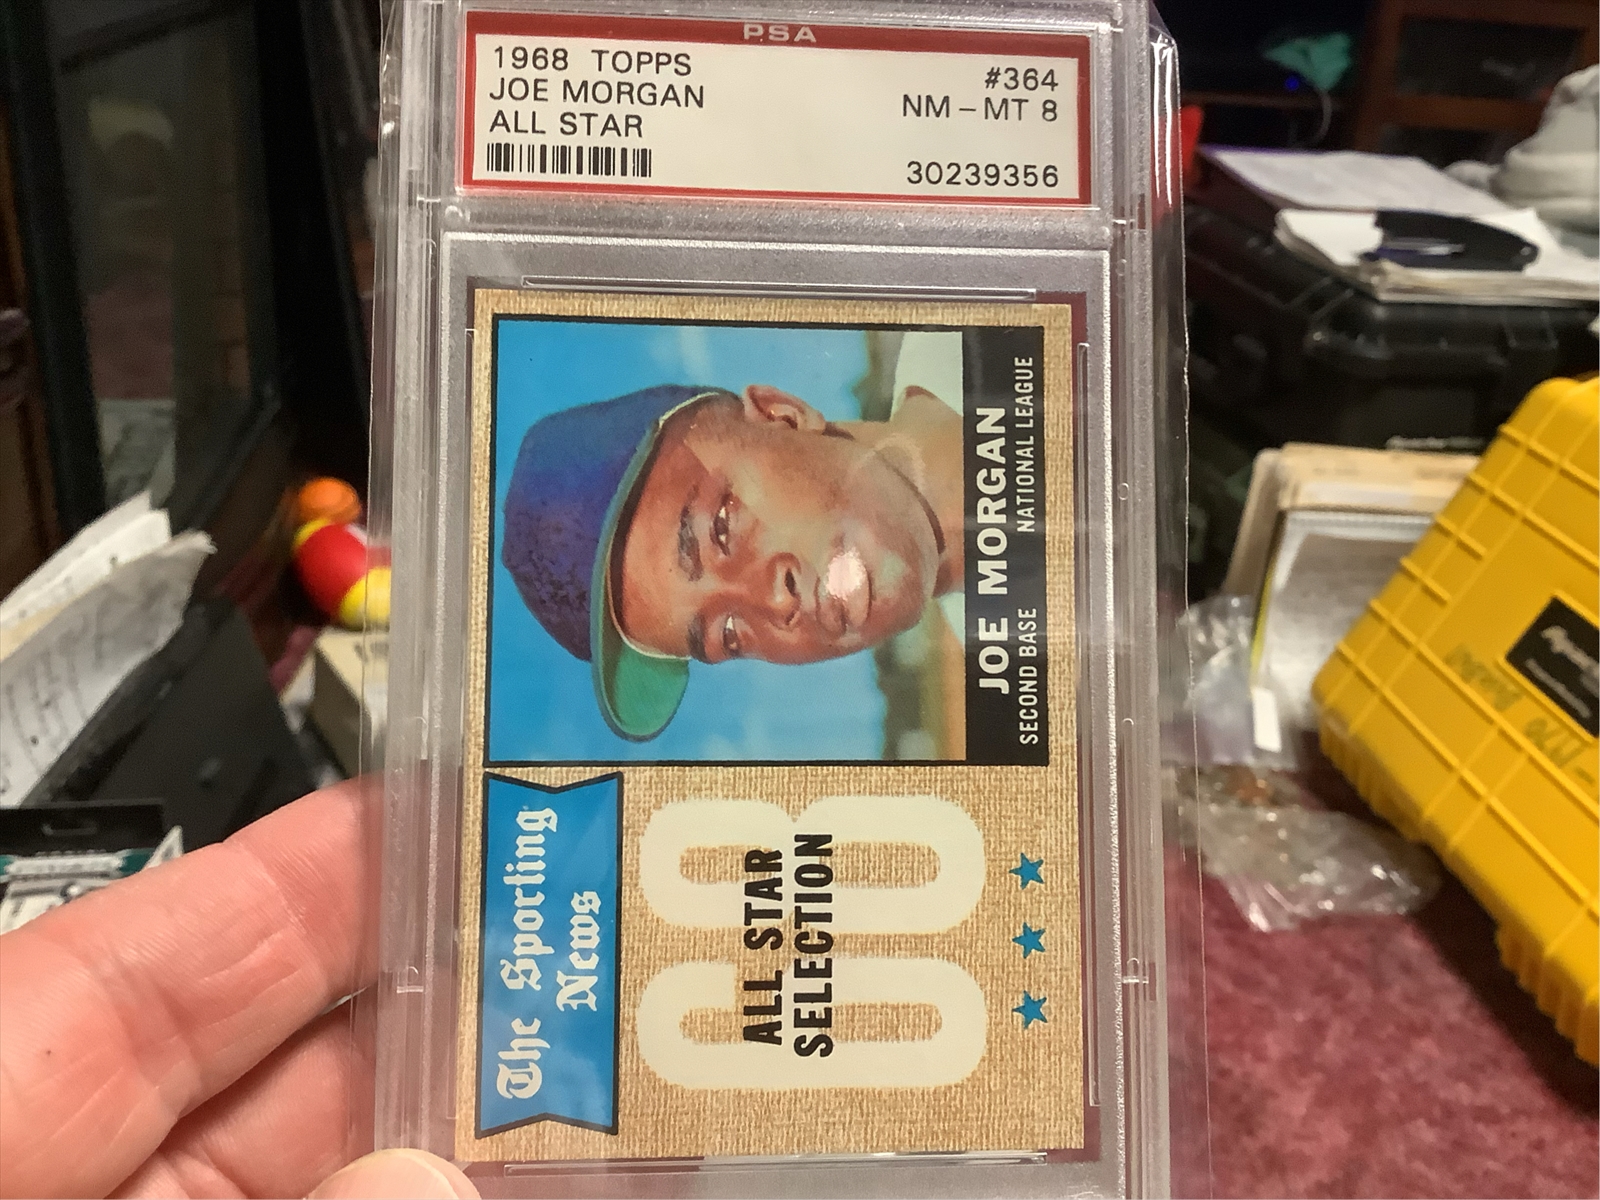 PSA
1968 TOPPS
JOE MORGAN
ALL STAR
#364
NM - MT 8
30239356
The Sporting
News
68
ALL STAR
SELECTION
JOE MORGAN
SECOND BASE NATIONAL LEAGUE